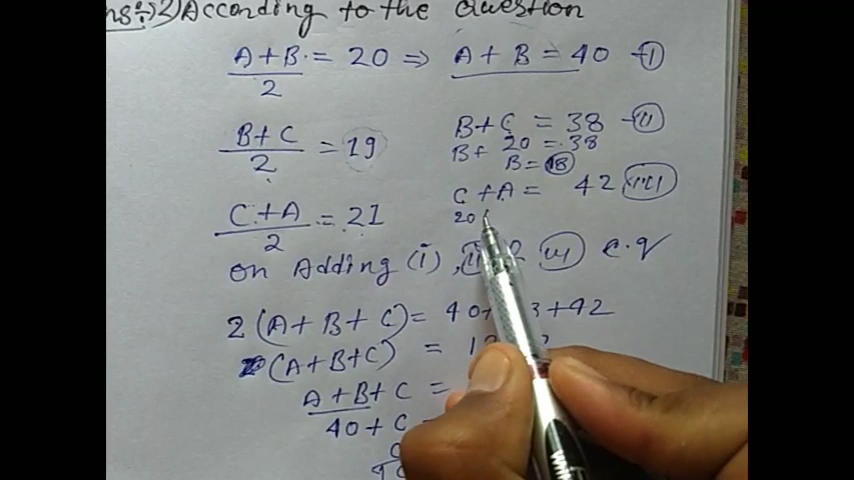 According to the Question
A + B / 2 = 20 ⇒ A + B = 40 - (I)
B + C / 2 = 19
B + C = 38 - (II)
B + 20 = 38
B = 18
C + A / 2 = 21
C + A = 42 (III)
20
On Adding (i), (ii) (iii) e.q
2 (A + B + C) = 40 + 42
(A + B + C) =
A + B + C =
40 + C